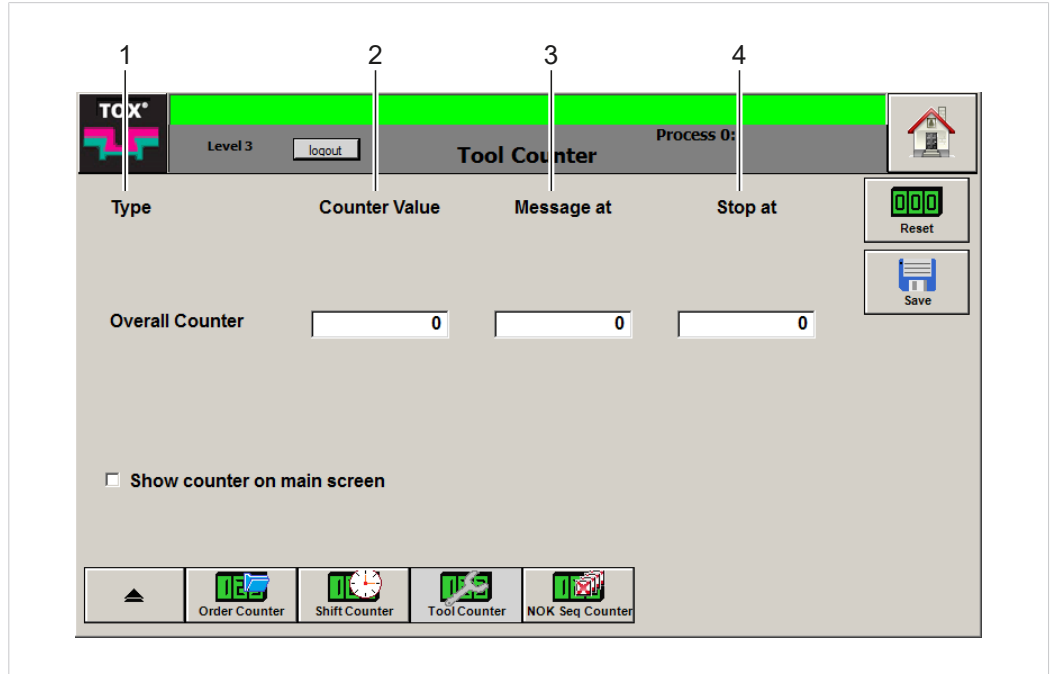 1 2 3 4
TOX®
Level 3 logout Tool Counter Process 0:
Type Counter Value Message at Stop at
000
Reset
Save
Overall Counter 0 0 0
Show counter on main screen
Order Counter Shift Counter Tool Counter NOK Seq Counter